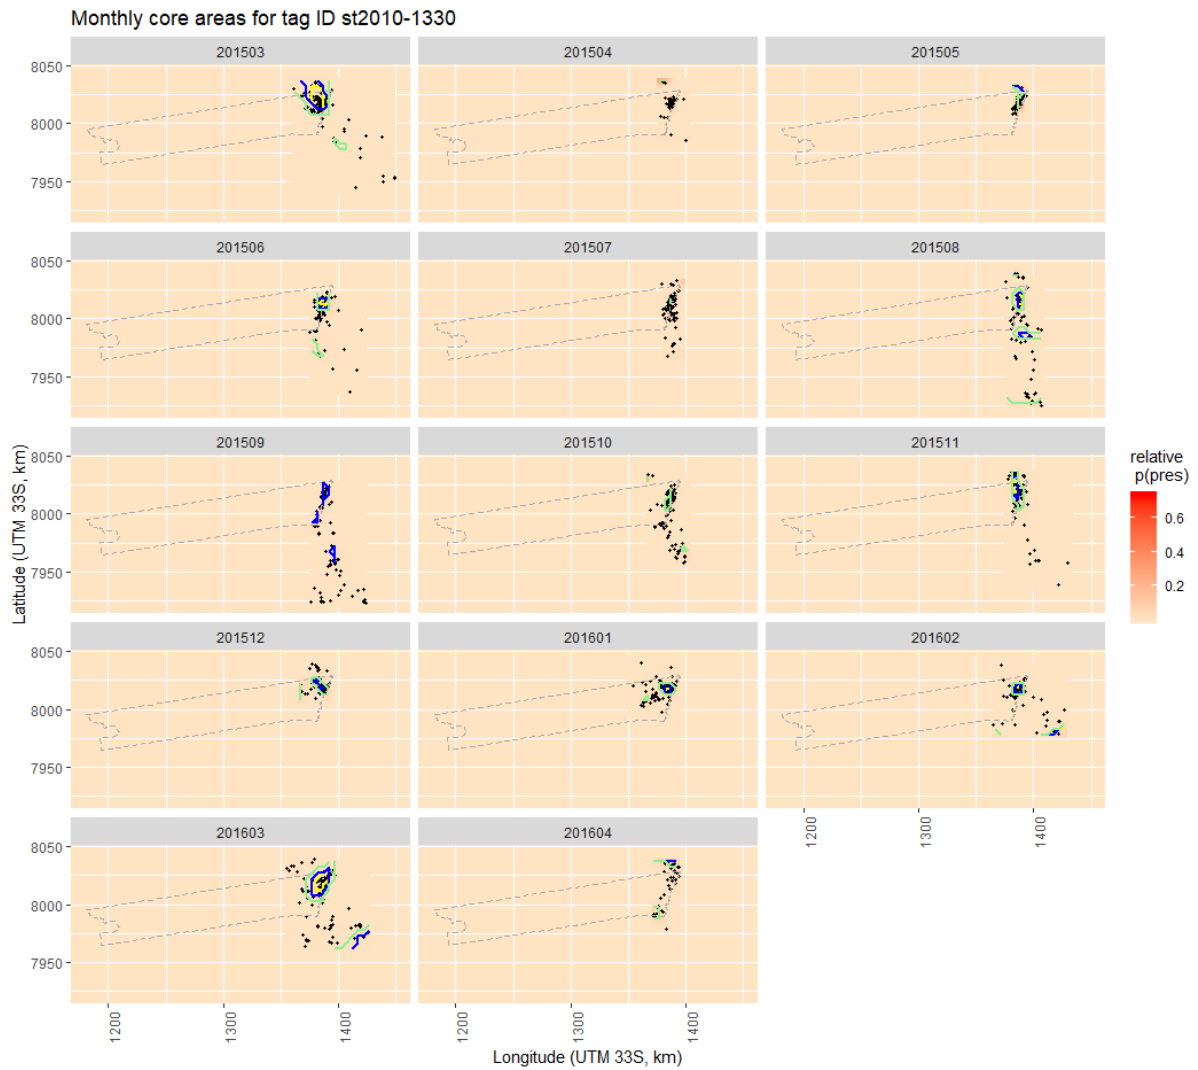 Monthly core areas for tag ID st2010-1330
201503 201504 201505
8050
8000
7950
201506 201507 201508
8050
8000
7950
201509 201510 201511
8050
8000
7950
201512 201601 201602
8050
8000
7950
1200 1300 1400
201603 201604
8050
8000
7950
1200 1300 1400 1200 1300 1400
Longitude (UTM 33S, km)
Latitude (UTM 33S, km)
relative
p(pres)
0.6
0.4
0.2